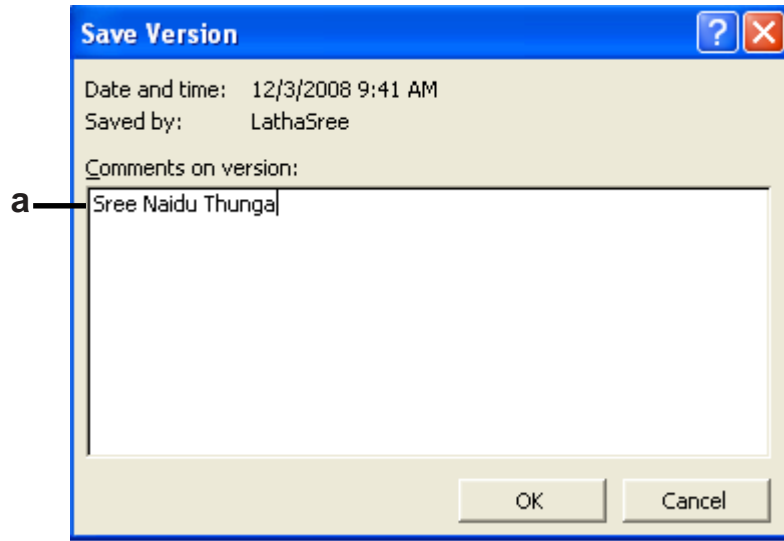 Save Version
Date and time: 12/3/2008 9:41 AM
Saved by: LathaSree
Comments on version:
a
Sree Naidu Thunga
OK Cancel